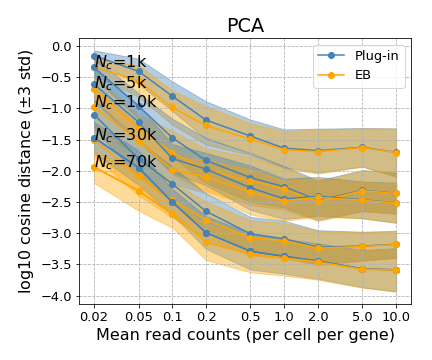 PCA
log10 cosine distance (±3 std)
0.0
−0.5
−1.0
−1.5
−2.0
−2.5
−3.0
−3.5
−4.0
N_c=1k
N_c=5k
N_c=10k
N_c=30k
N_c=70k
Plug-in
EB
0.02 0.05 0.1 0.2 0.5 1.0 2.0 5.0 10.0
Mean read counts (per cell per gene)